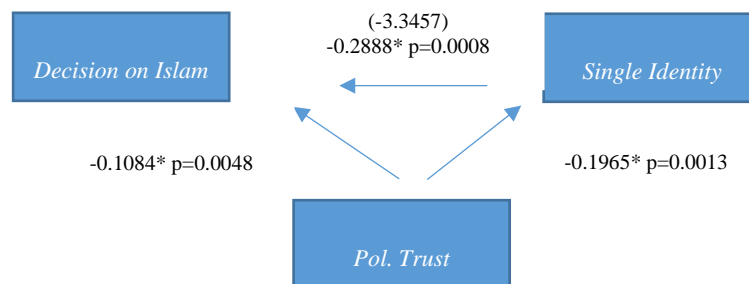 (-3.3457)
-0.2888* p=0.0008
Decision on Islam
Single Identity
-0.1084* p=0.0048
-0.1965* p=0.0013
Pol. Trust